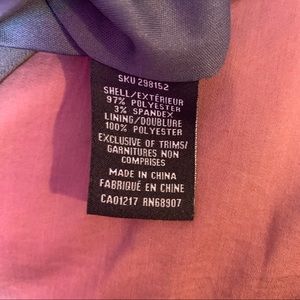 SKU 298152
SHELL/EXTÉRIEUR
97% POLYESTER
3% SPANDEX
LINING/DOUBLURE
100% POLYESTER
EXCLUSIVE OF TRIMS/
GARNITURES NON
COMPRISES
MADE IN CHINA
FABRIQUÉ EN CHINE
CA01217 RN68907